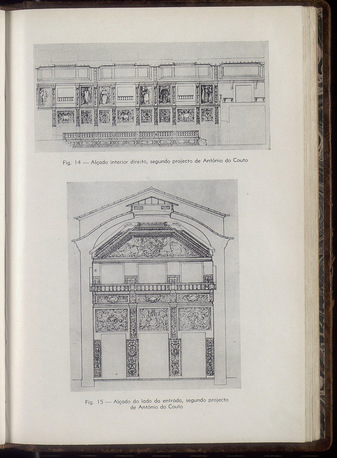 Fig. 14 — Alçado interior direito, segundo projecto de António do Couto
Fig. 15 — Alçado do lado da entrada, segundo projecto
de António do Couto